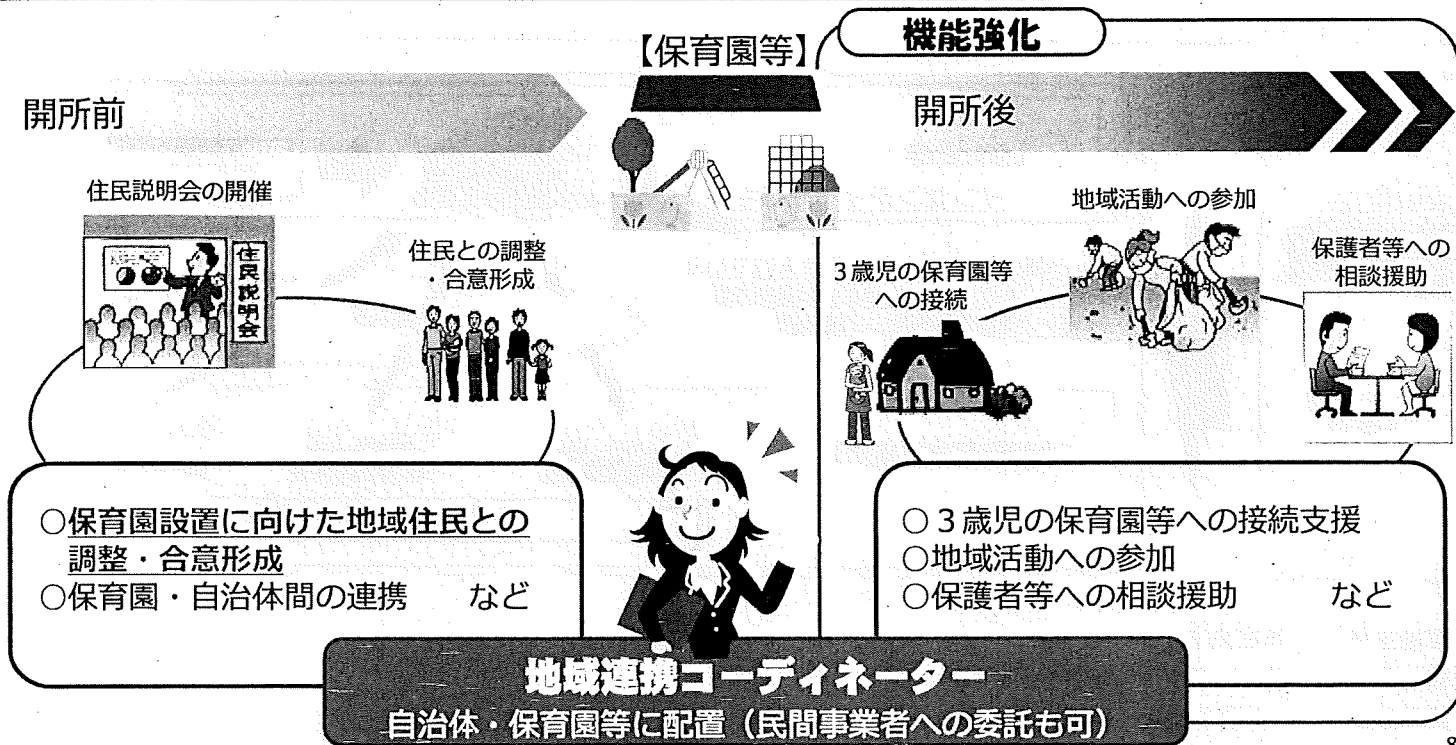 機能強化
【保育園等】
開所前
開所後
住民説明会の開催
住民説明会
住民との調整
・合意形成
3歳児の保育園等
への接続
地域活動への参加
保護者等への
相談援助
○保育園設置に向けた地域住民との
調整・合意形成
○保育園・自治体間の連携　など
○3歳児の保育園等への接続支援
○地域活動への参加
○保護者等への相談援助　など
地域連携コーディネーター
自治体・保育園等に配置（民間事業者への委託も可）